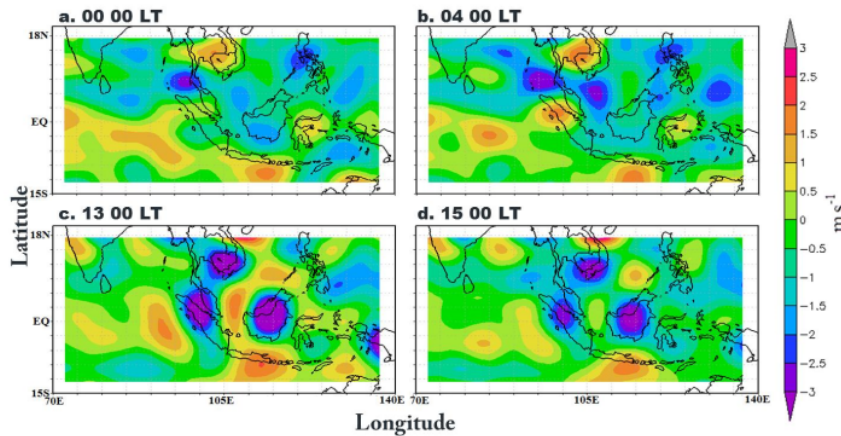 a. 00 00 LT
b. 04 00 LT
18N
EQ
15S
c. 13 00 LT
d. 15 00 LT
18N
EQ
15S
70E
105E
140E
70E
105E
140E
Latitude
Longitude
3
2.5
2
1.5
1
0.5
-0.5
-1
-1.5
-2
-2.5
-3
ms⁻¹